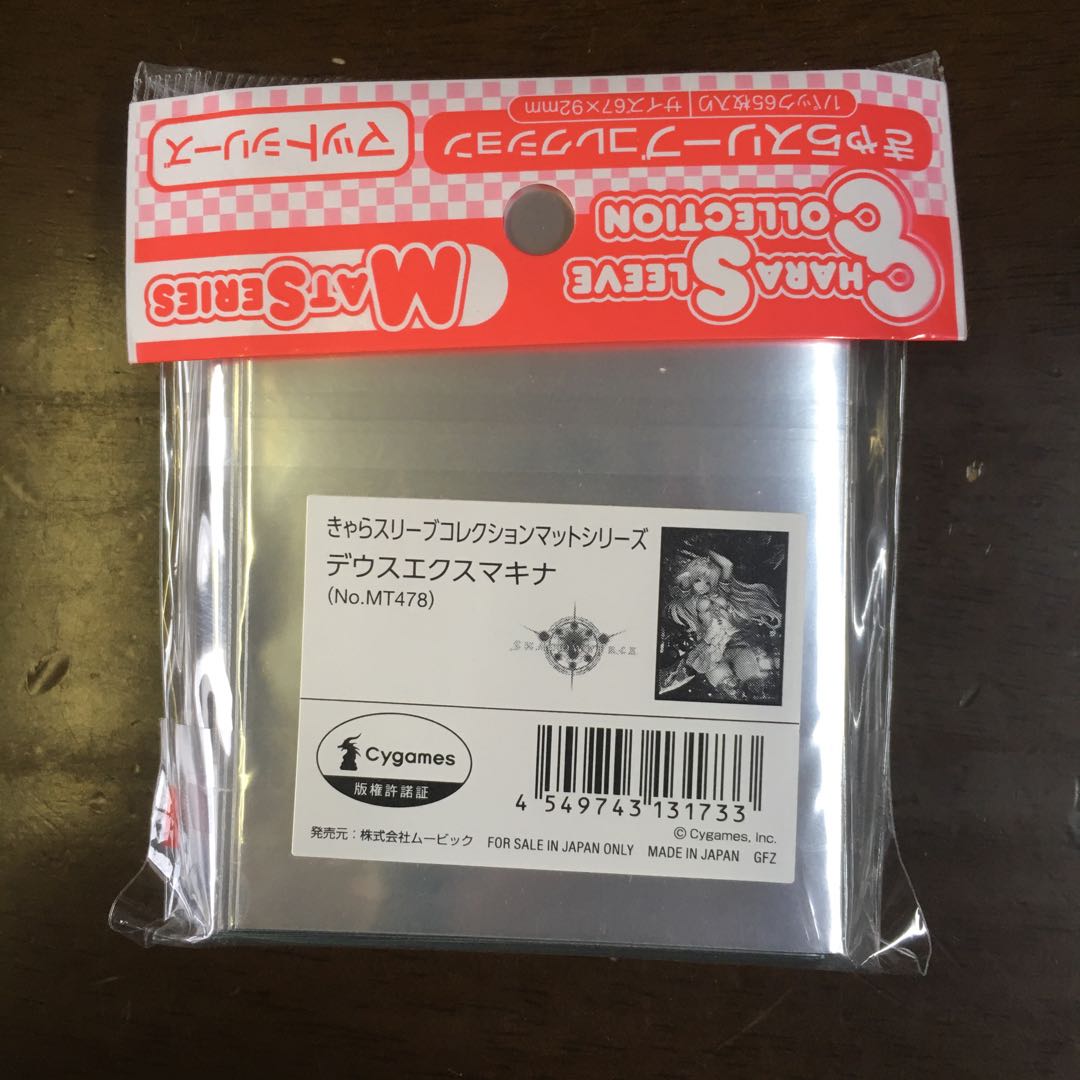 CHARA SLEEVE COLLECTION
MAT SERIES
きゃらスリーブコレクション
マットシリーズ
1パック65枚入り | サイズ67×92mm
きゃらスリーブコレクションマットシリーズ
デウスエクスマキナ
(No.MT478)
SHADOWVERSE
Cygames
版権許諾証
4 549743 131733
© Cygames, Inc.
発売元：株式会社ムービック FOR SALE IN JAPAN ONLY MADE IN JAPAN GFZ